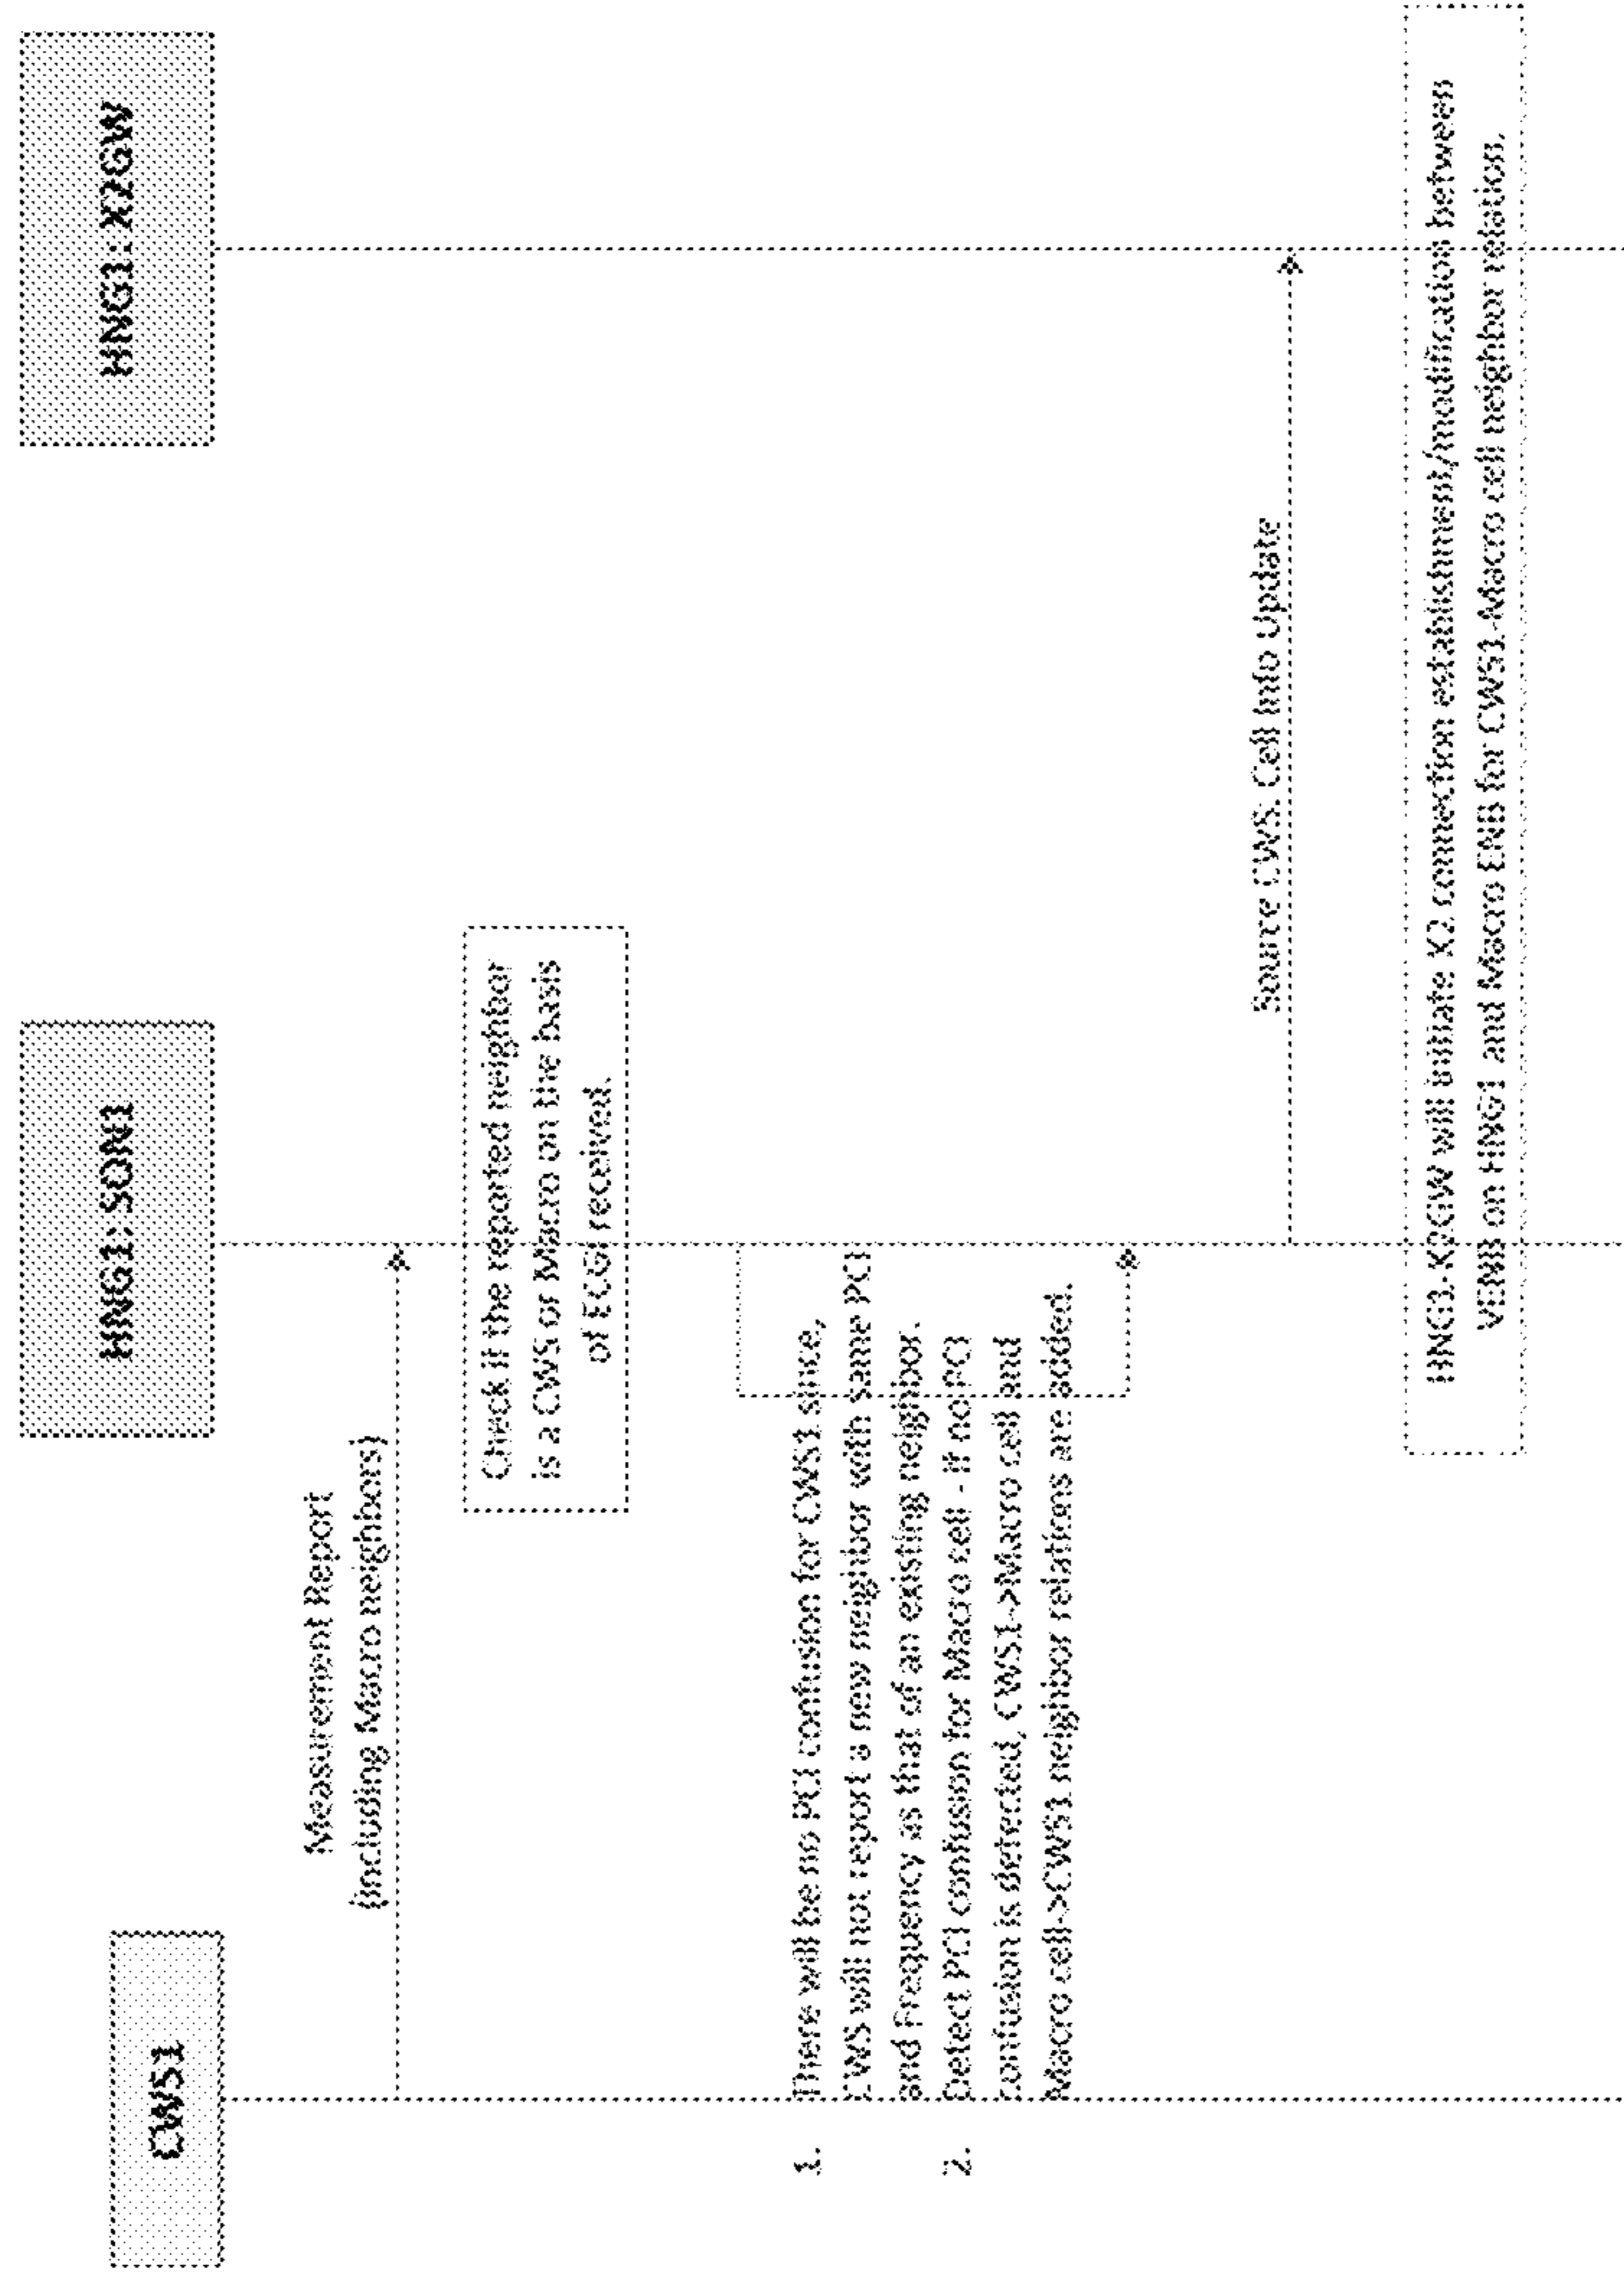 CWS1
HNG1: SON1
HNG1: X2GW
Measurement Report
(including Macro neighbors)
Check if the reported neighbor
is a CWS or Macro on the basis
of ECGI received.
1. There will be no PCI confusion for CWS1 since,
CWS will not report a new neighbor with same PCI
and frequency as that of an existing neighbor.
2. Detect PCI confusion for Macro cell - If no PCI
confusion is detected, CWS1->Macro cell and
Macro cell->CWS1 neighbor relations are added.
Source CWS: Cell Info Update
HNG1-X2GW will initiate X2 connection establishment/modification between
VENB on HNG1 and Macro ENB for CWS1-Macro cell neighbor relation.